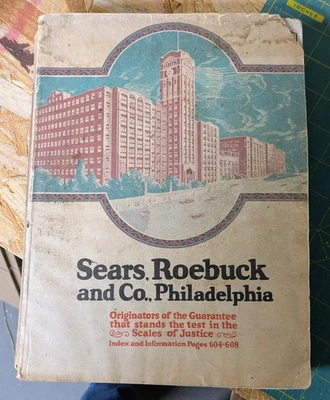 INCHES
Sears, Roebuck
and Co., Philadelphia
Originators of the Guarantee
that stands the test in the
Scales of Justice
Index and Information Pages 604-608